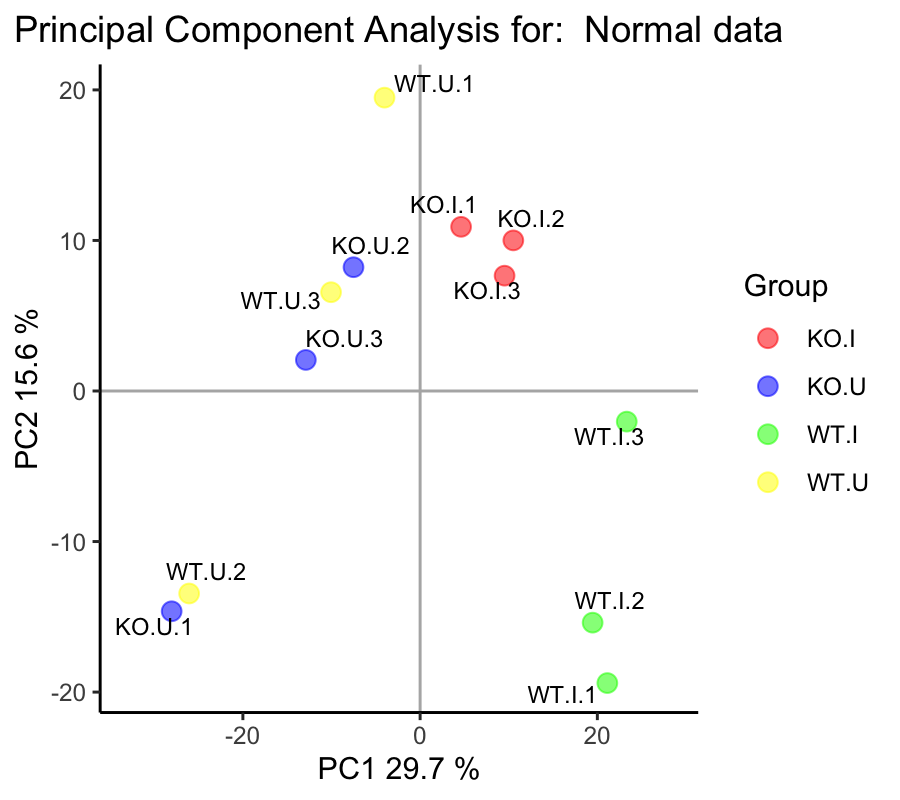 Principal Component Analysis for:  Normal data
20
10
0
-10
-20
PC2 15.6 %
WT.U.1
KO.I.1
KO.I.2
KO.U.2
KO.I.3
WT.U.3
KO.U.3
WT.I.3
WT.U.2
KO.U.1
WT.I.2
WT.I.1
-20
0
20
PC1 29.7 %
Group
KO.I
KO.U
WT.I
WT.U